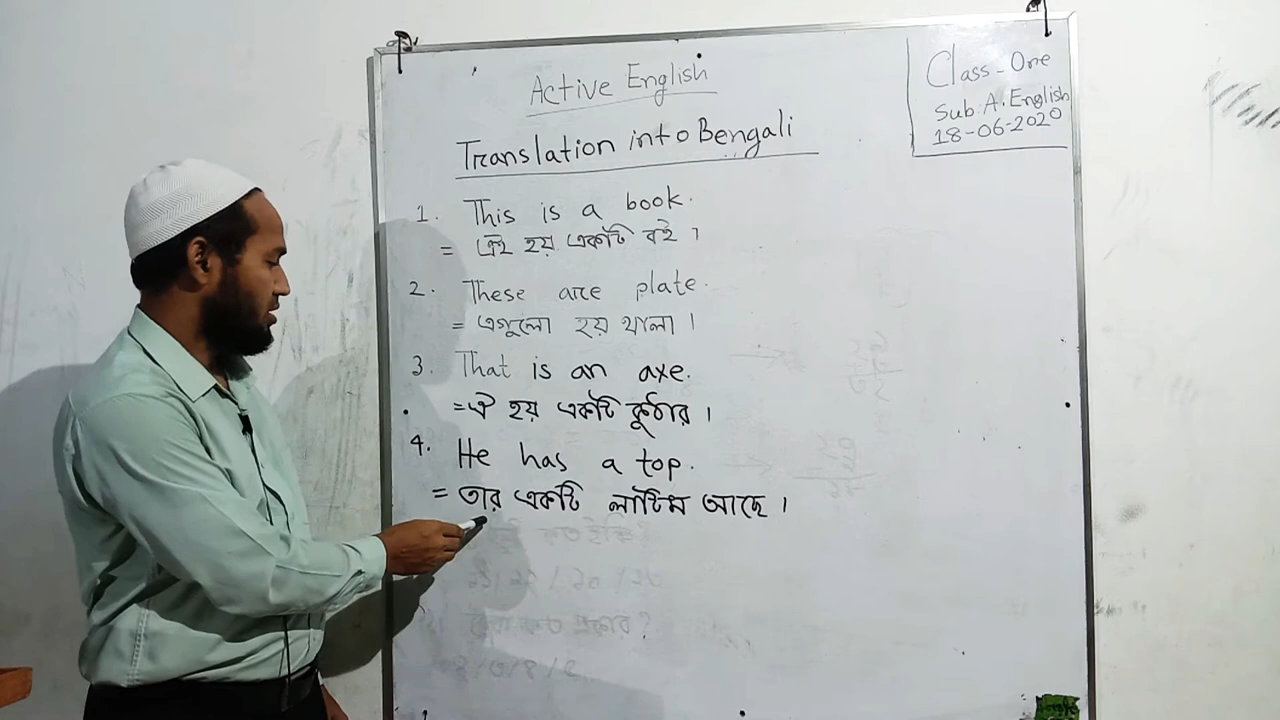 Active English
Class-One
Sub A. English
18-06-2020
Translation into Bengali
1. This is a book.
= এই হয় একটি বই ।
2. These are plate.
= এগুলো হয় থালা ।
3. That is an axe.
= ঐ হয় একটি কুঠার ।
4. He has a top.
= তার একটি লাটিম আছে ।